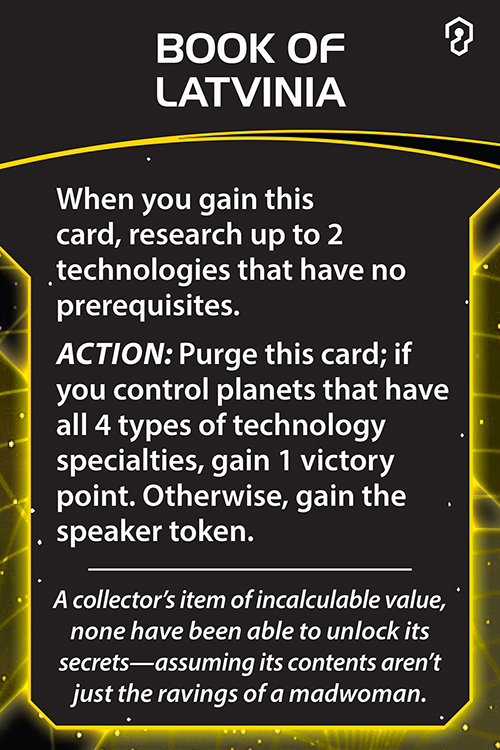 BOOK OF
LATVINIA
When you gain this
card, research up to 2
technologies that have no
prerequisites.
ACTION: Purge this card; if
you control planets that have
all 4 types of technology
specialties, gain 1 victory
point. Otherwise, gain the
speaker token.
A collector's item of incalculable value,
none have been able to unlock its
secrets—assuming its contents aren't
just the ravings of a madwoman.